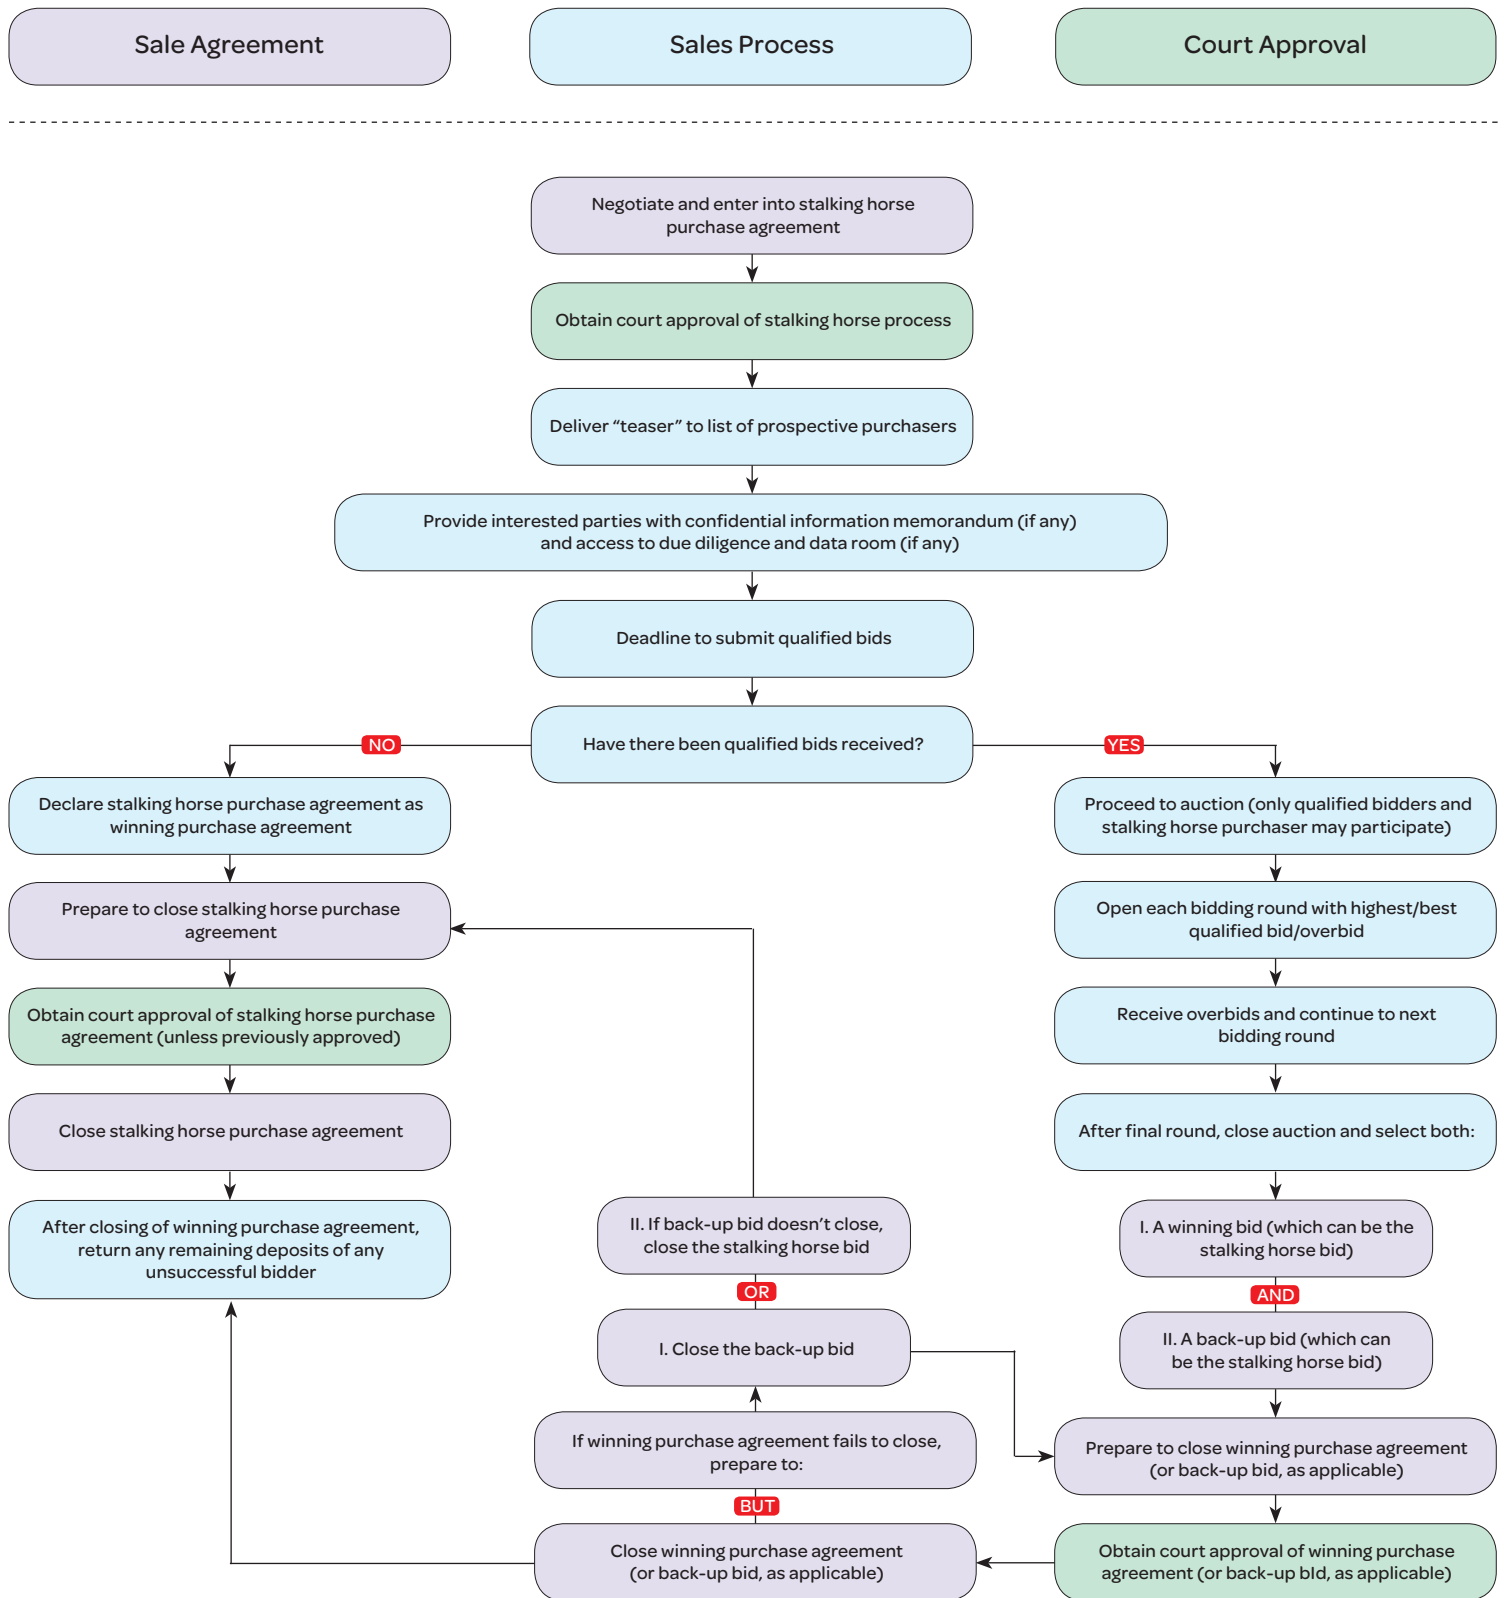 Sale Agreement
Sales Process
Court Approval
Negotiate and enter into stalking horse
purchase agreement
Obtain court approval of stalking horse process
Deliver “teaser” to list of prospective purchasers
Provide interested parties with confidential information memorandum (if any)
and access to due diligence and data room (if any)
Deadline to submit qualified bids
Have there been qualified bids received?
NO
YES
Declare stalking horse purchase agreement as
winning purchase agreement
Prepare to close stalking horse purchase
agreement
Obtain court approval of stalking horse purchase
agreement (unless previously approved)
Close stalking horse purchase agreement
After closing of winning purchase agreement,
return any remaining deposits of any
unsuccessful bidder
Proceed to auction (only qualified bidders and
stalking horse purchaser may participate)
Open each bidding round with highest/best
qualified bid/overbid
Receive overbids and continue to next
bidding round
After final round, close auction and select both:
I. A winning bid (which can be the
stalking horse bid)
AND
II. A back-up bid (which can
be the stalking horse bid)
Prepare to close winning purchase agreement
(or back-up bid, as applicable)
Obtain court approval of winning purchase
agreement (or back-up bId, as applicable)
II. If back-up bid doesn’t close,
close the stalking horse bid
OR
I. Close the back-up bid
If winning purchase agreement fails to close,
prepare to:
BUT
Close winning purchase agreement
(or back-up bid, as applicable)